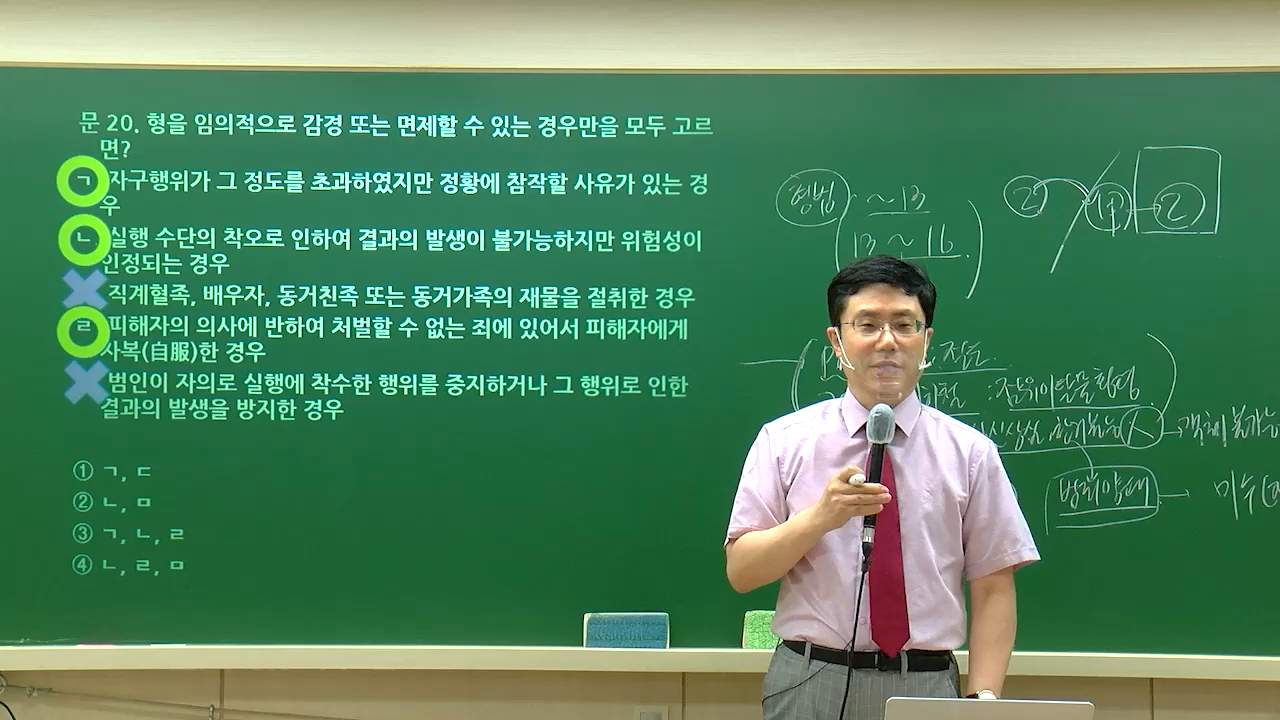 문 20. 형을 임의적으로 감경 또는 면제할 수 있는 경우만을 모두 고르
면?
ㄱ 자구행위가 그 정도를 초과하였지만 정황에 참작할 사유가 있는 경
우
ㄴ 실행 수단의 착오로 인하여 결과의 발생이 불가능하지만 위험성이
인정되는 경우
직계혈족, 배우자, 동거친족 또는 동거가족의 재물을 절취한 경우
ㄹ 피해자의 의사에 반하여 처벌할 수 없는 죄에 있어서 피해자에게
자복(自服)한 경우
범인이 자의로 실행에 착수한 행위를 중지하거나 그 행위로 인한
결과의 발생을 방지한 경우
① ㄱ, ㄷ
② ㄴ, ㅁ
③ ㄱ, ㄴ, ㄹ
④ ㄴ, ㄹ, ㅁ
형법
~13
13 ~ 16
乙 甲 乙
불가능
미수